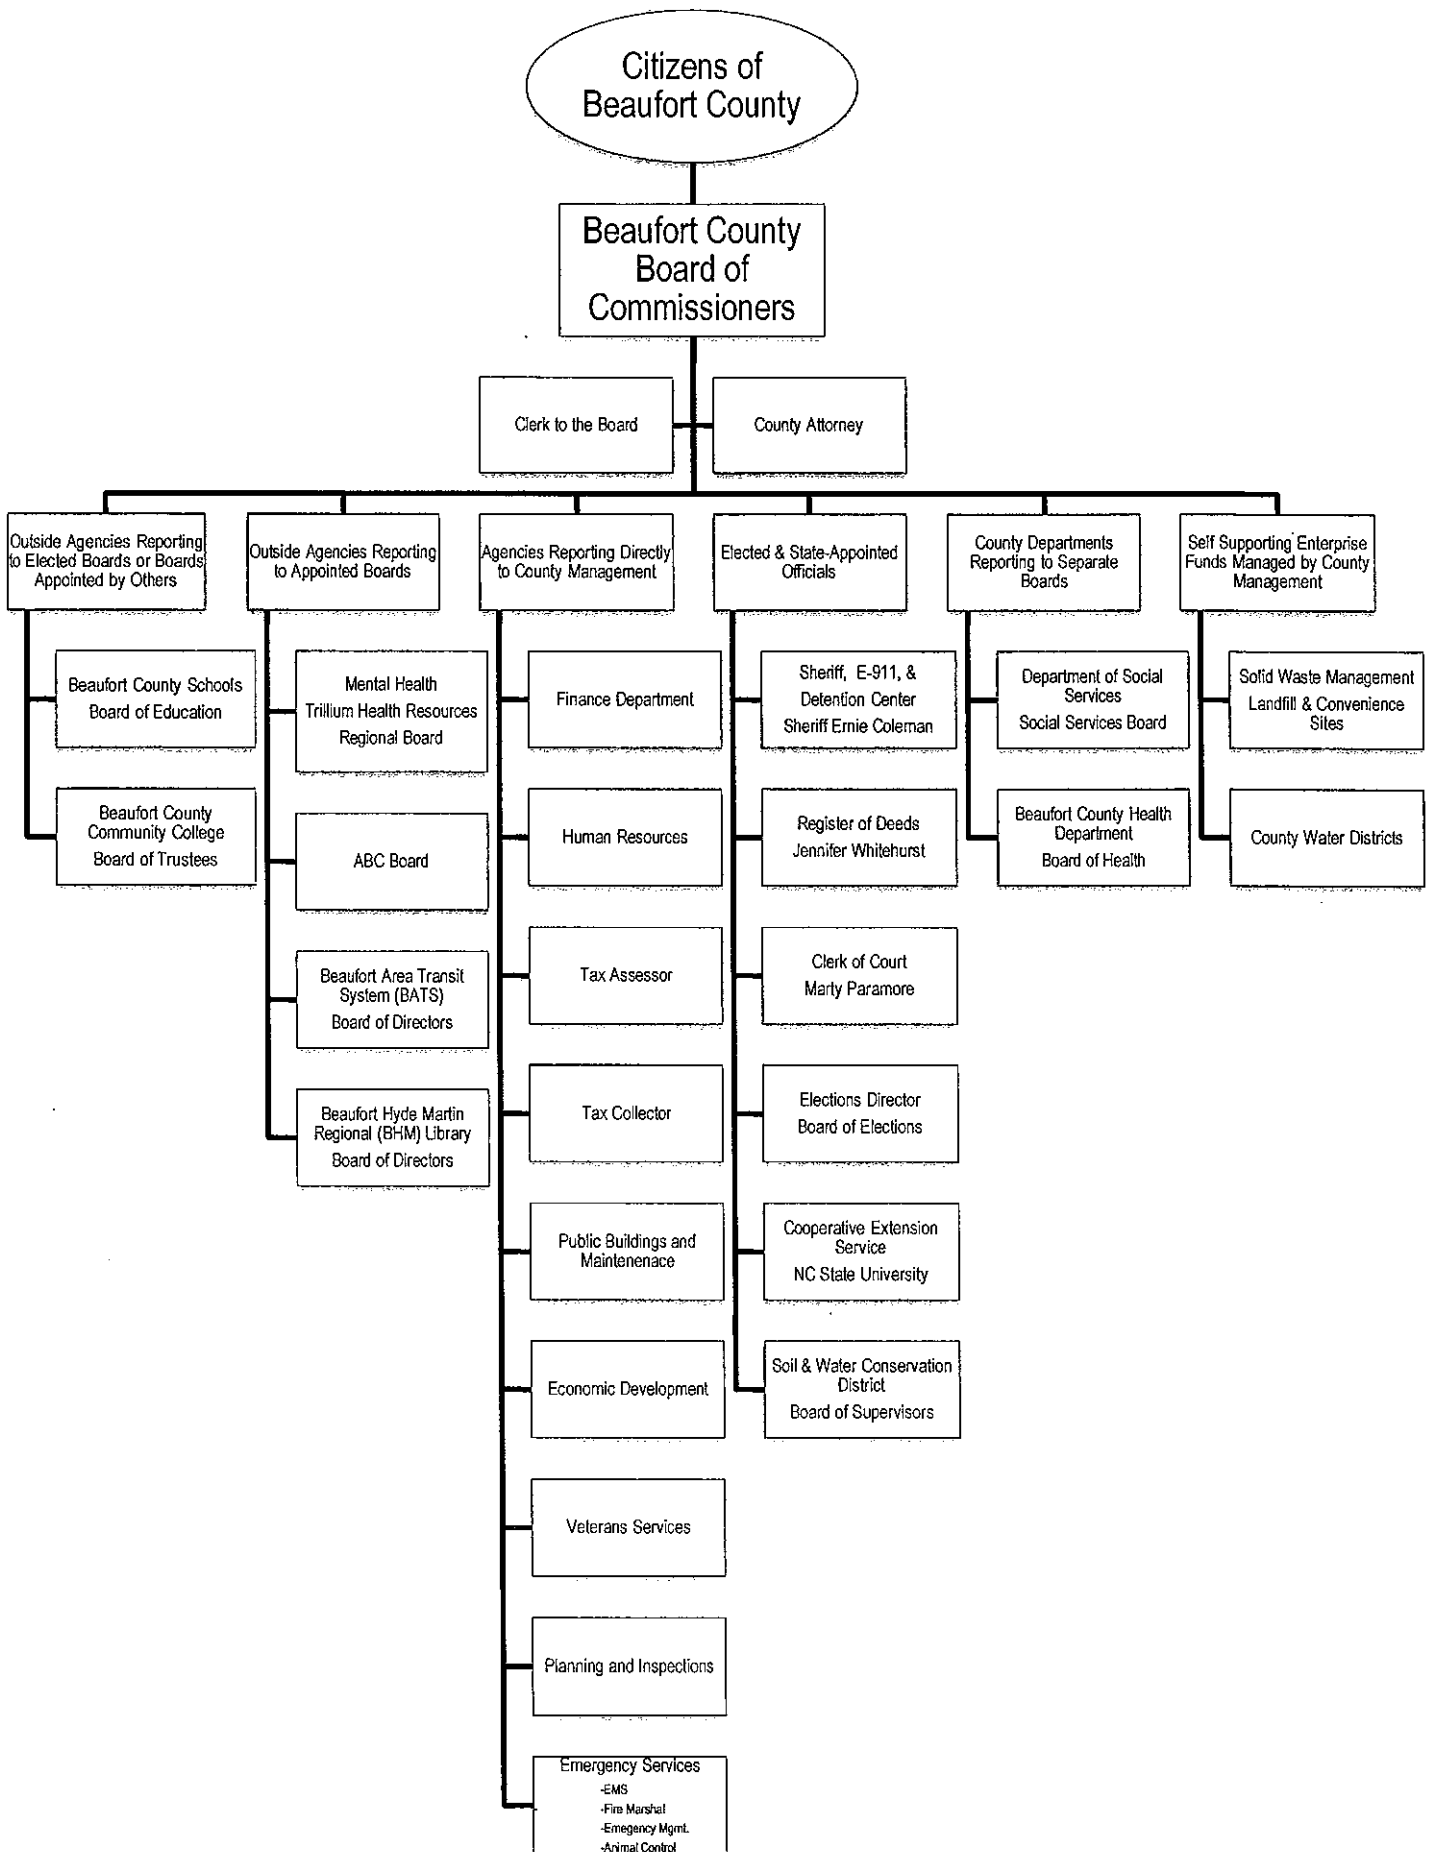 Citizens of
Beaufort County
Beaufort County
Board of
Commissioners
Clerk to the Board
County Attorney
Outside Agencies Reporting
to Elected Boards or Boards
Appointed by Others
Outside Agencies Reporting
to Appointed Boards
Agencies Reporting Directly
to County Management
Elected & State-Appointed
Officials
County Departments
Reporting to Separate
Boards
Self Supporting Enterprise
Funds Managed by County
Management
Beaufort County Schools
Board of Education
Beaufort County
Community College
Board of Trustees
Mental Health
Trillium Health Resources
Regional Board
ABC Board
Beaufort Area Transit
System (BATS)
Board of Directors
Beaufort Hyde Martin
Regional (BHM) Library
Board of Directors
Finance Department
Human Resources
Tax Assessor
Tax Collector
Public Buildings and
Maintenenace
Economic Development
Veterans Services
Planning and Inspections
Emergency Services
-EMS
-Fire Marshal
-Emegency Mgmt.
-Animal Control
Sheriff, E-911, &
Detention Center
Sheriff Ernie Coleman
Register of Deeds
Jennifer Whitehurst
Clerk of Court
Marty Paramore
Elections Director
Board of Elections
Cooperative Extension
Service
NC State University
Soil & Water Conservation
District
Board of Supervisors
Department of Social
Services
Social Services Board
Beaufort County Health
Department
Board of Health
Solid Waste Management
Landfill & Convenience
Sites
County Water Districts